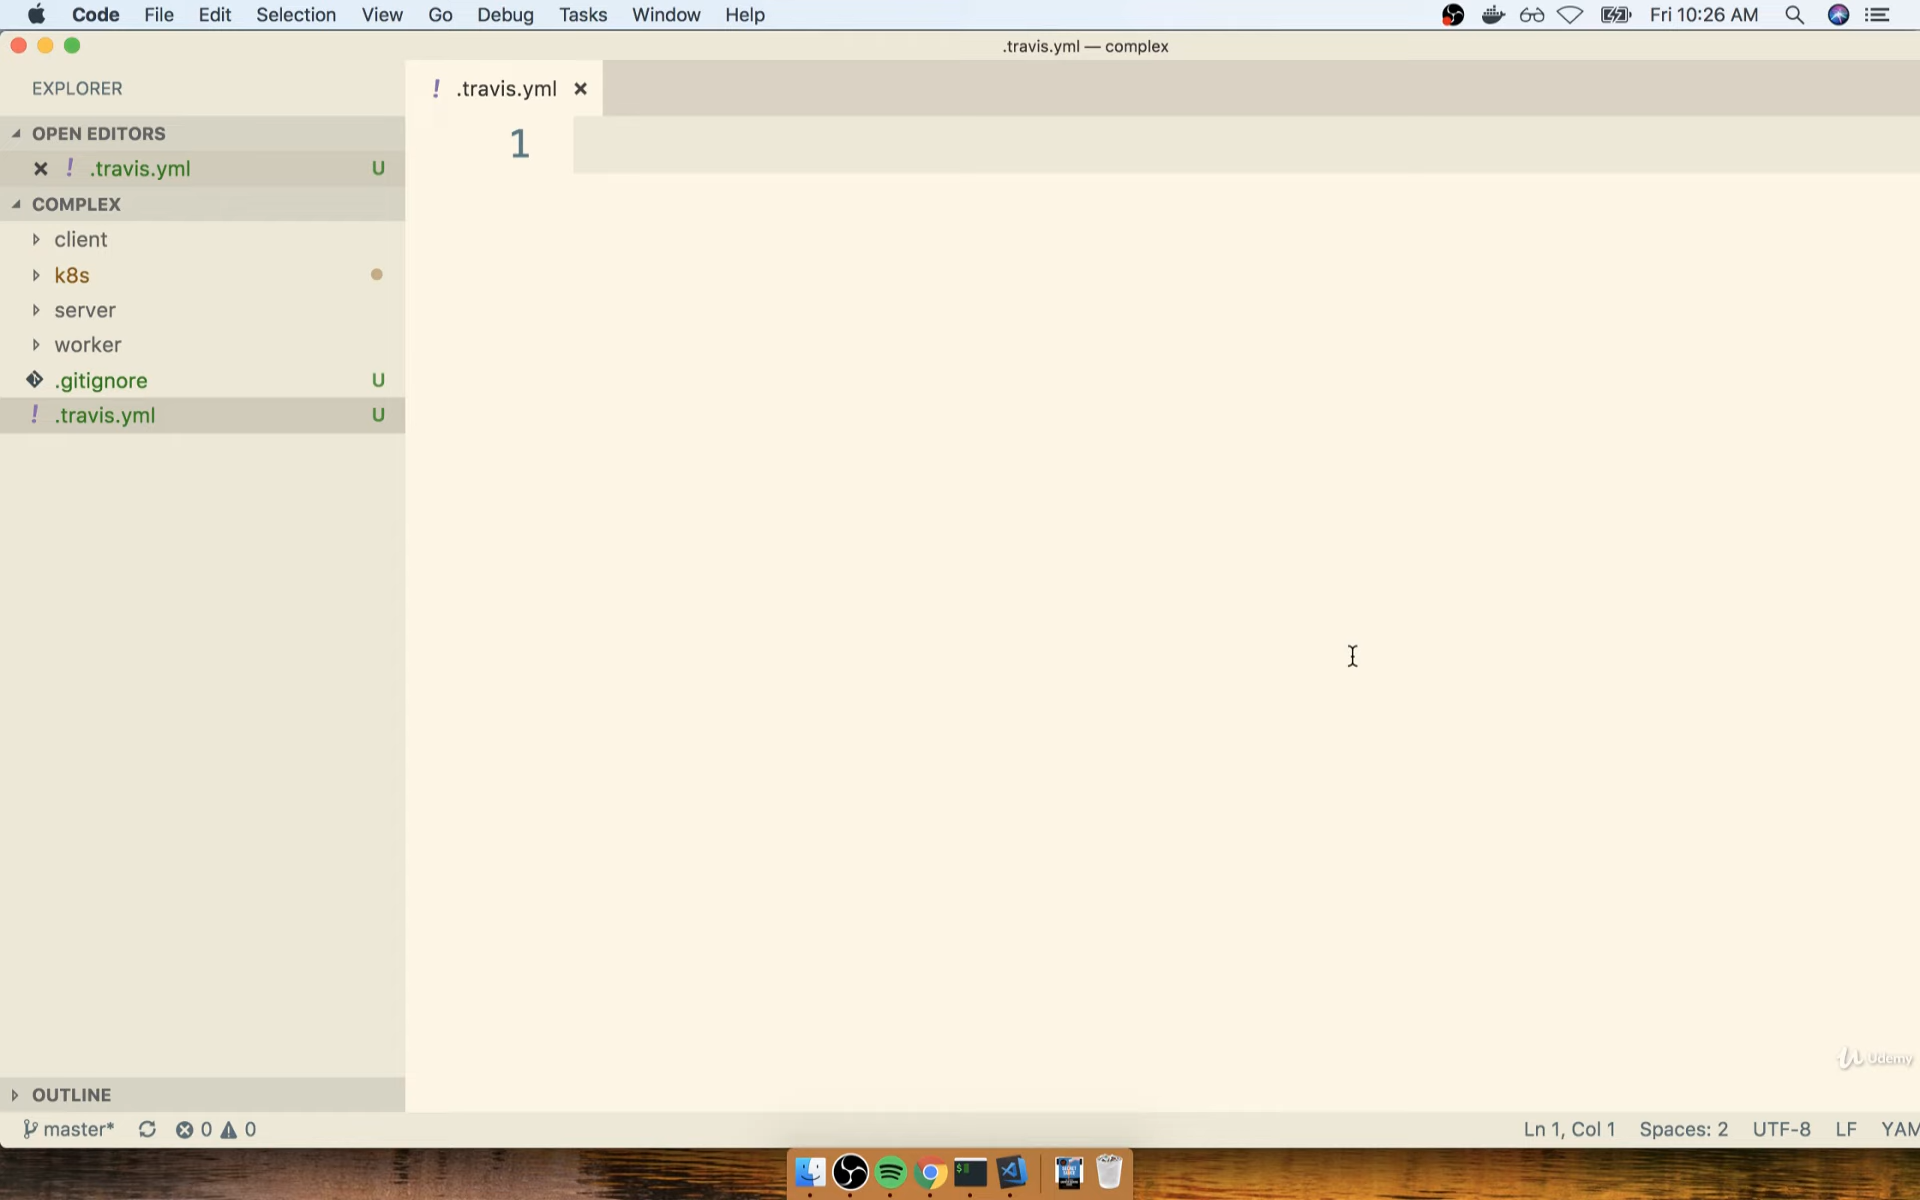 Code File Edit Selection View Go Debug Tasks Window Help Fri 10:26 AM
.travis.yml — complex
EXPLORER
! .travis.yml ×
OPEN EDITORS
× ! .travis.yml U
COMPLEX
client
k8s
server
worker
.gitignore U
! .travis.yml U
1
Udemy
OUTLINE
master* 0 0 Ln 1, Col 1 Spaces: 2 UTF-8 LF YAM